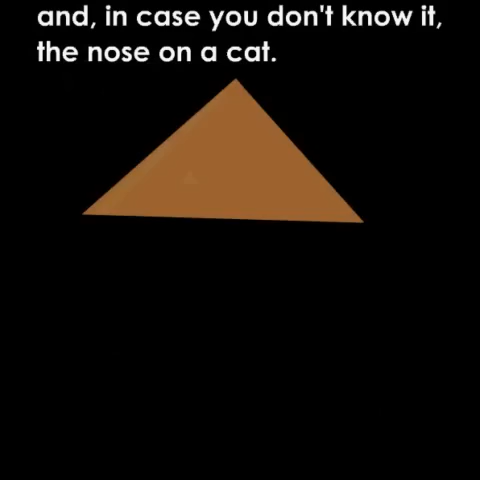 and, in case you don't know it,
the nose on a cat.